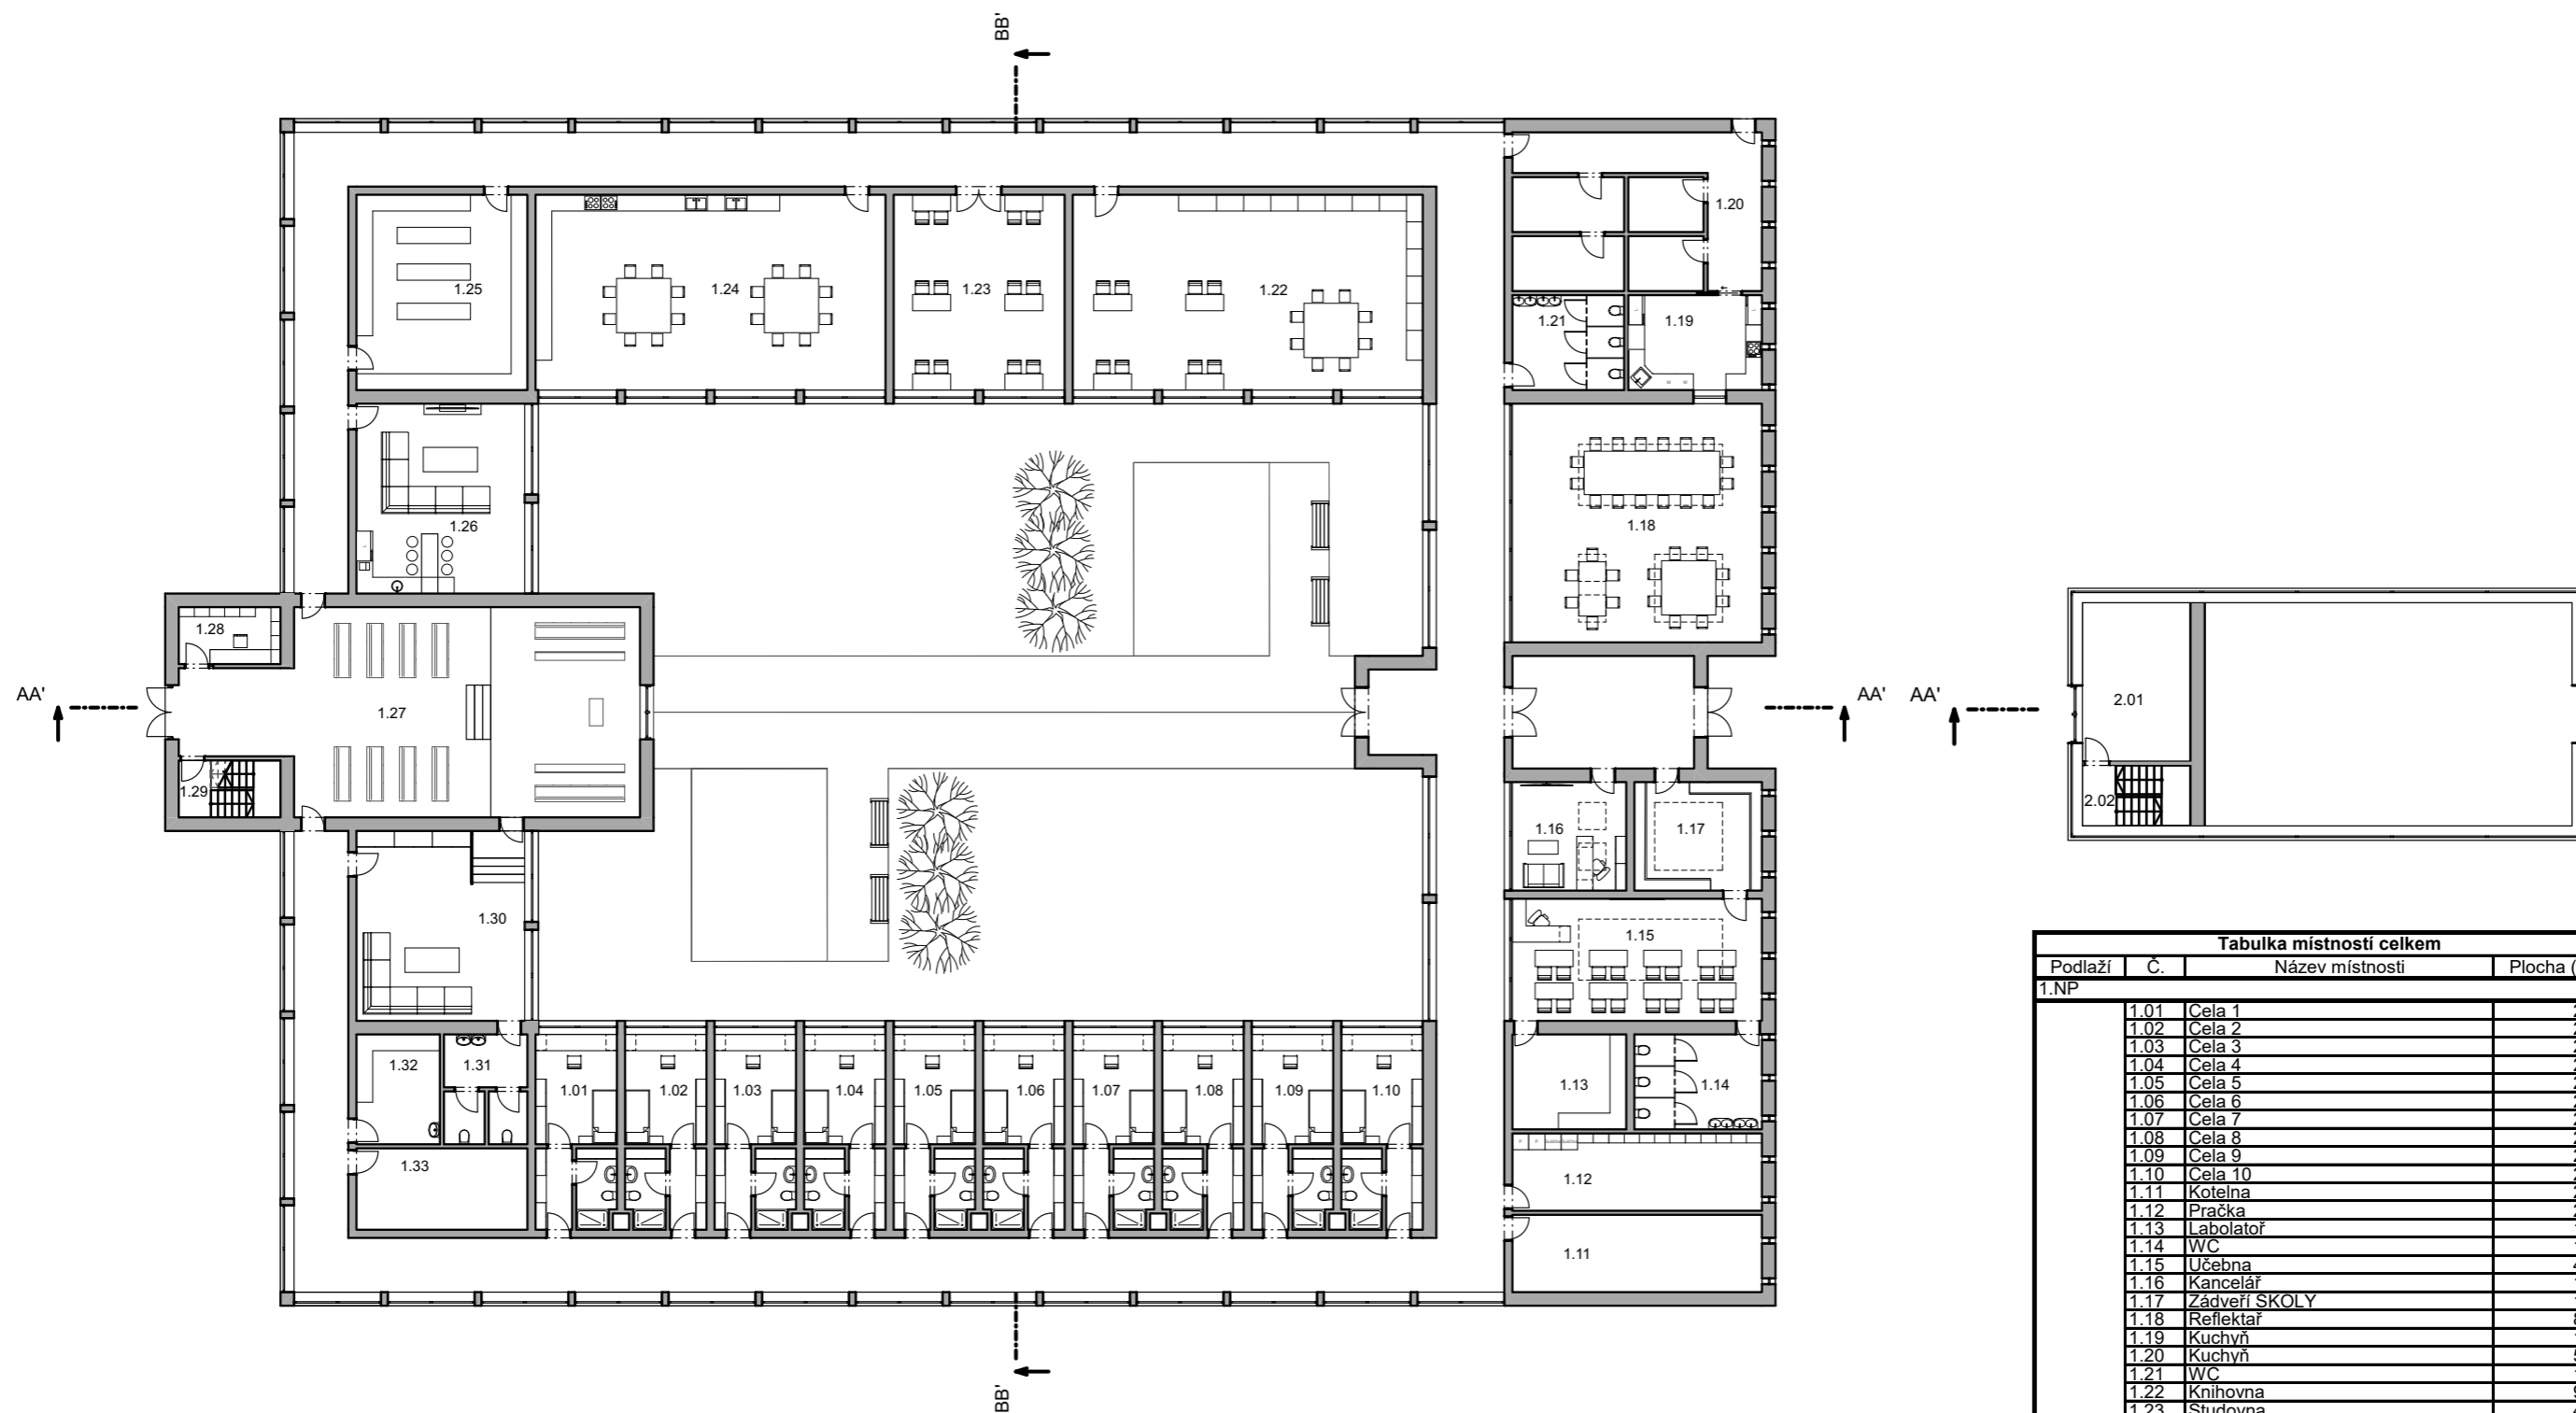 BB'
1.20
1.25
1.24
1.23
1.22
1.21
1.19
1.26
1.18
1.28
AA'
1.27
AA'
AA'
2.01
1.29
2.02
1.16
1.17
1.30
1.15
1.32
1.31
1.01
1.02
1.03
1.04
1.05
1.06
1.07
1.08
1.09
1.10
1.13
1.14
1.33
1.12
1.11
BB'
Tabulka místností celkem
Podlaží Č. Název místnosti Plocha (
1.NP
1.01 Cela 1
1.02 Cela 2
1.03 Cela 3
1.04 Cela 4
1.05 Cela 5
1.06 Cela 6
1.07 Cela 7
1.08 Cela 8
1.09 Cela 9
1.10 Cela 10
1.11 Kotelna
1.12 Pračka
1.13 Labolatoř
1.14 WC
1.15 Učebna
1.16 Kancelář
1.17 Zádveří ŠKOLY
1.18 Reflektař
1.19 Kuchyň
1.20 Kuchyň
1.21 WC
1.22 Knihovna
1.23 Studovna